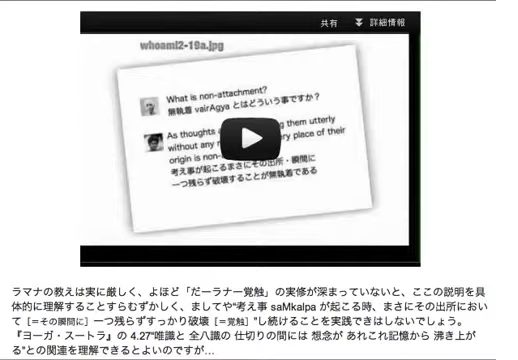 共有 詳細情報
whoami2-19a.jpg
What is non-attachment?
無執着 vairAgya とはどういう事ですか？
As thoughts a ng them utterly
without any r ery place of their
origin is non-
考え事が起こるまさにその出所・瞬間に
一つ残らず破壊することが無執着である
ラマナの教えは実に厳しく、よほど「だーラナー覚触」の実修が深まっていないと、ここの説明を具
体的に理解することすらむずかしく、ましてや“考え事 saMkalpa が起こる時、まさにその出所におい
て［=その瞬間に］一つ残らずすっかり破壊［=覚触］"し続けることを実践できはしないでしょう。
『ヨーガ・スートラ』の 4.27"唯識と 全八識の 仕切りの間には 想念が あれこれ記憶から 沸き上が
る"との関連を理解できるとよいのですが…